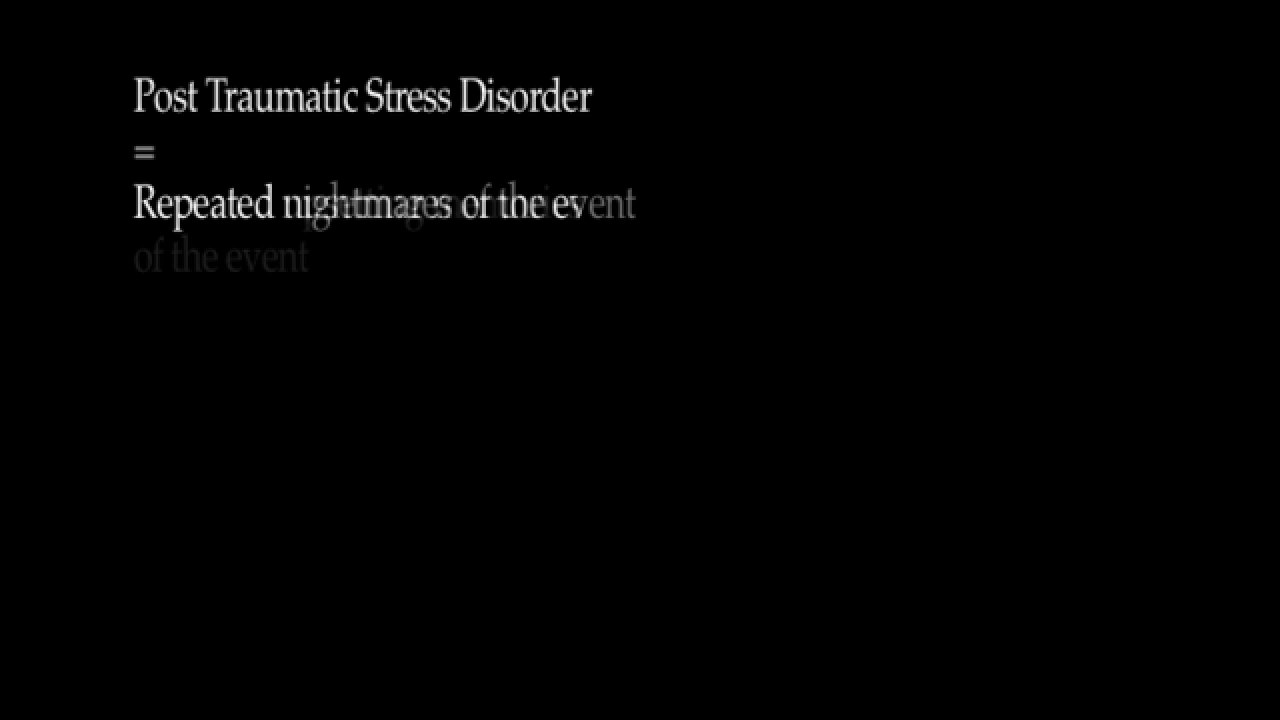 Post Traumatic Stress Disorder
=
Repeated nightmares of the event
of the event